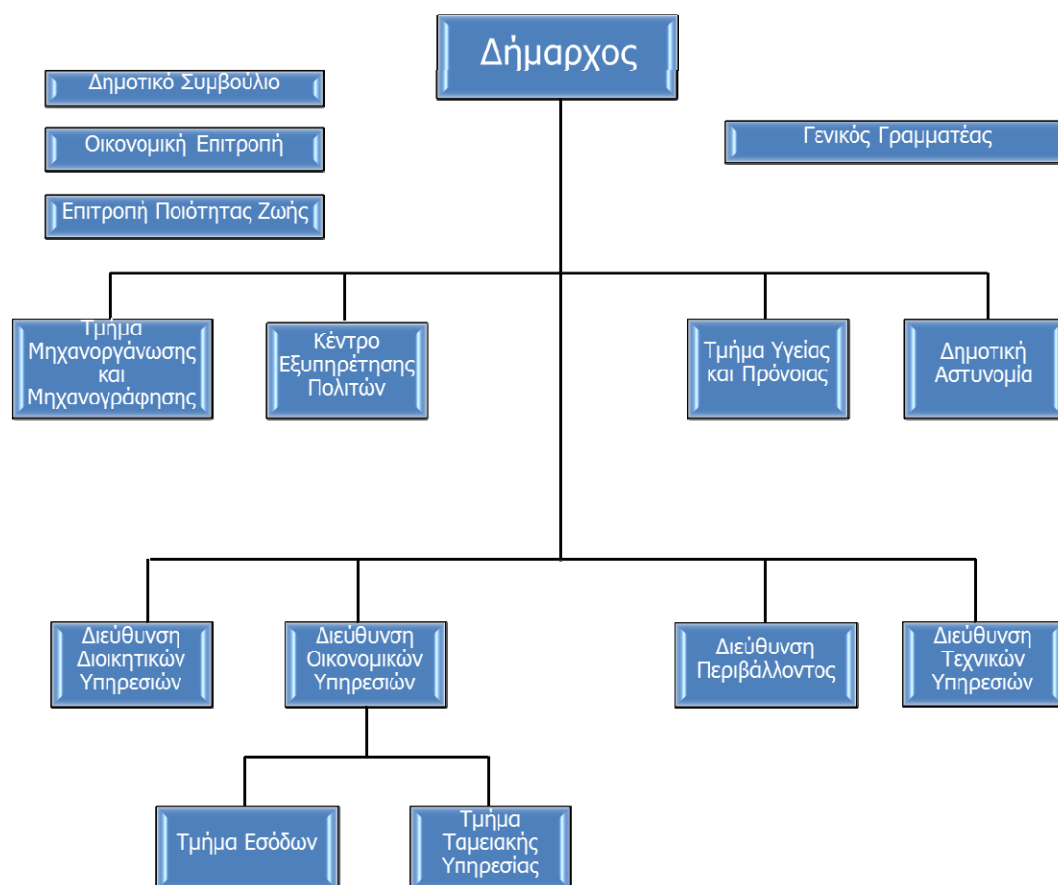 Δήμαρχος
Δημοτικό Συμβούλιο
Οικονομική Επιτροπή
Γενικός Γραμματέας
Επιτροπή Ποιότητας Ζωής
Τμήμα
Μηχανοργάνωσης
και
Μηχανογράφησης
Κέντρο
Εξυπηρέτησης
Πολιτών
Τμήμα Υγείας
και Πρόνοιας
Δημοτική
Αστυνομία
Διεύθυνση
Διοικητικών
Υπηρεσιών
Διεύθυνση
Οικονομικών
Υπηρεσιών
Διεύθυνση
Περιβάλλοντος
Διεύθυνση
Τεχνικών
Υπηρεσιών
Τμήμα Εσόδων
Τμήμα
Ταμειακής
Υπηρεσίας